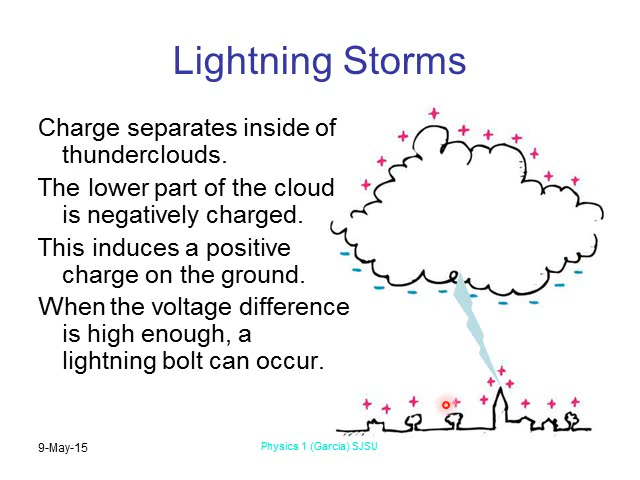 Lightning Storms
Charge separates inside of
thunderclouds.
The lower part of the cloud
is negatively charged.
This induces a positive
charge on the ground.
When the voltage difference
is high enough, a
lightning bolt can occur.
9-May-15
Physics 1 (Garcia) SJSU